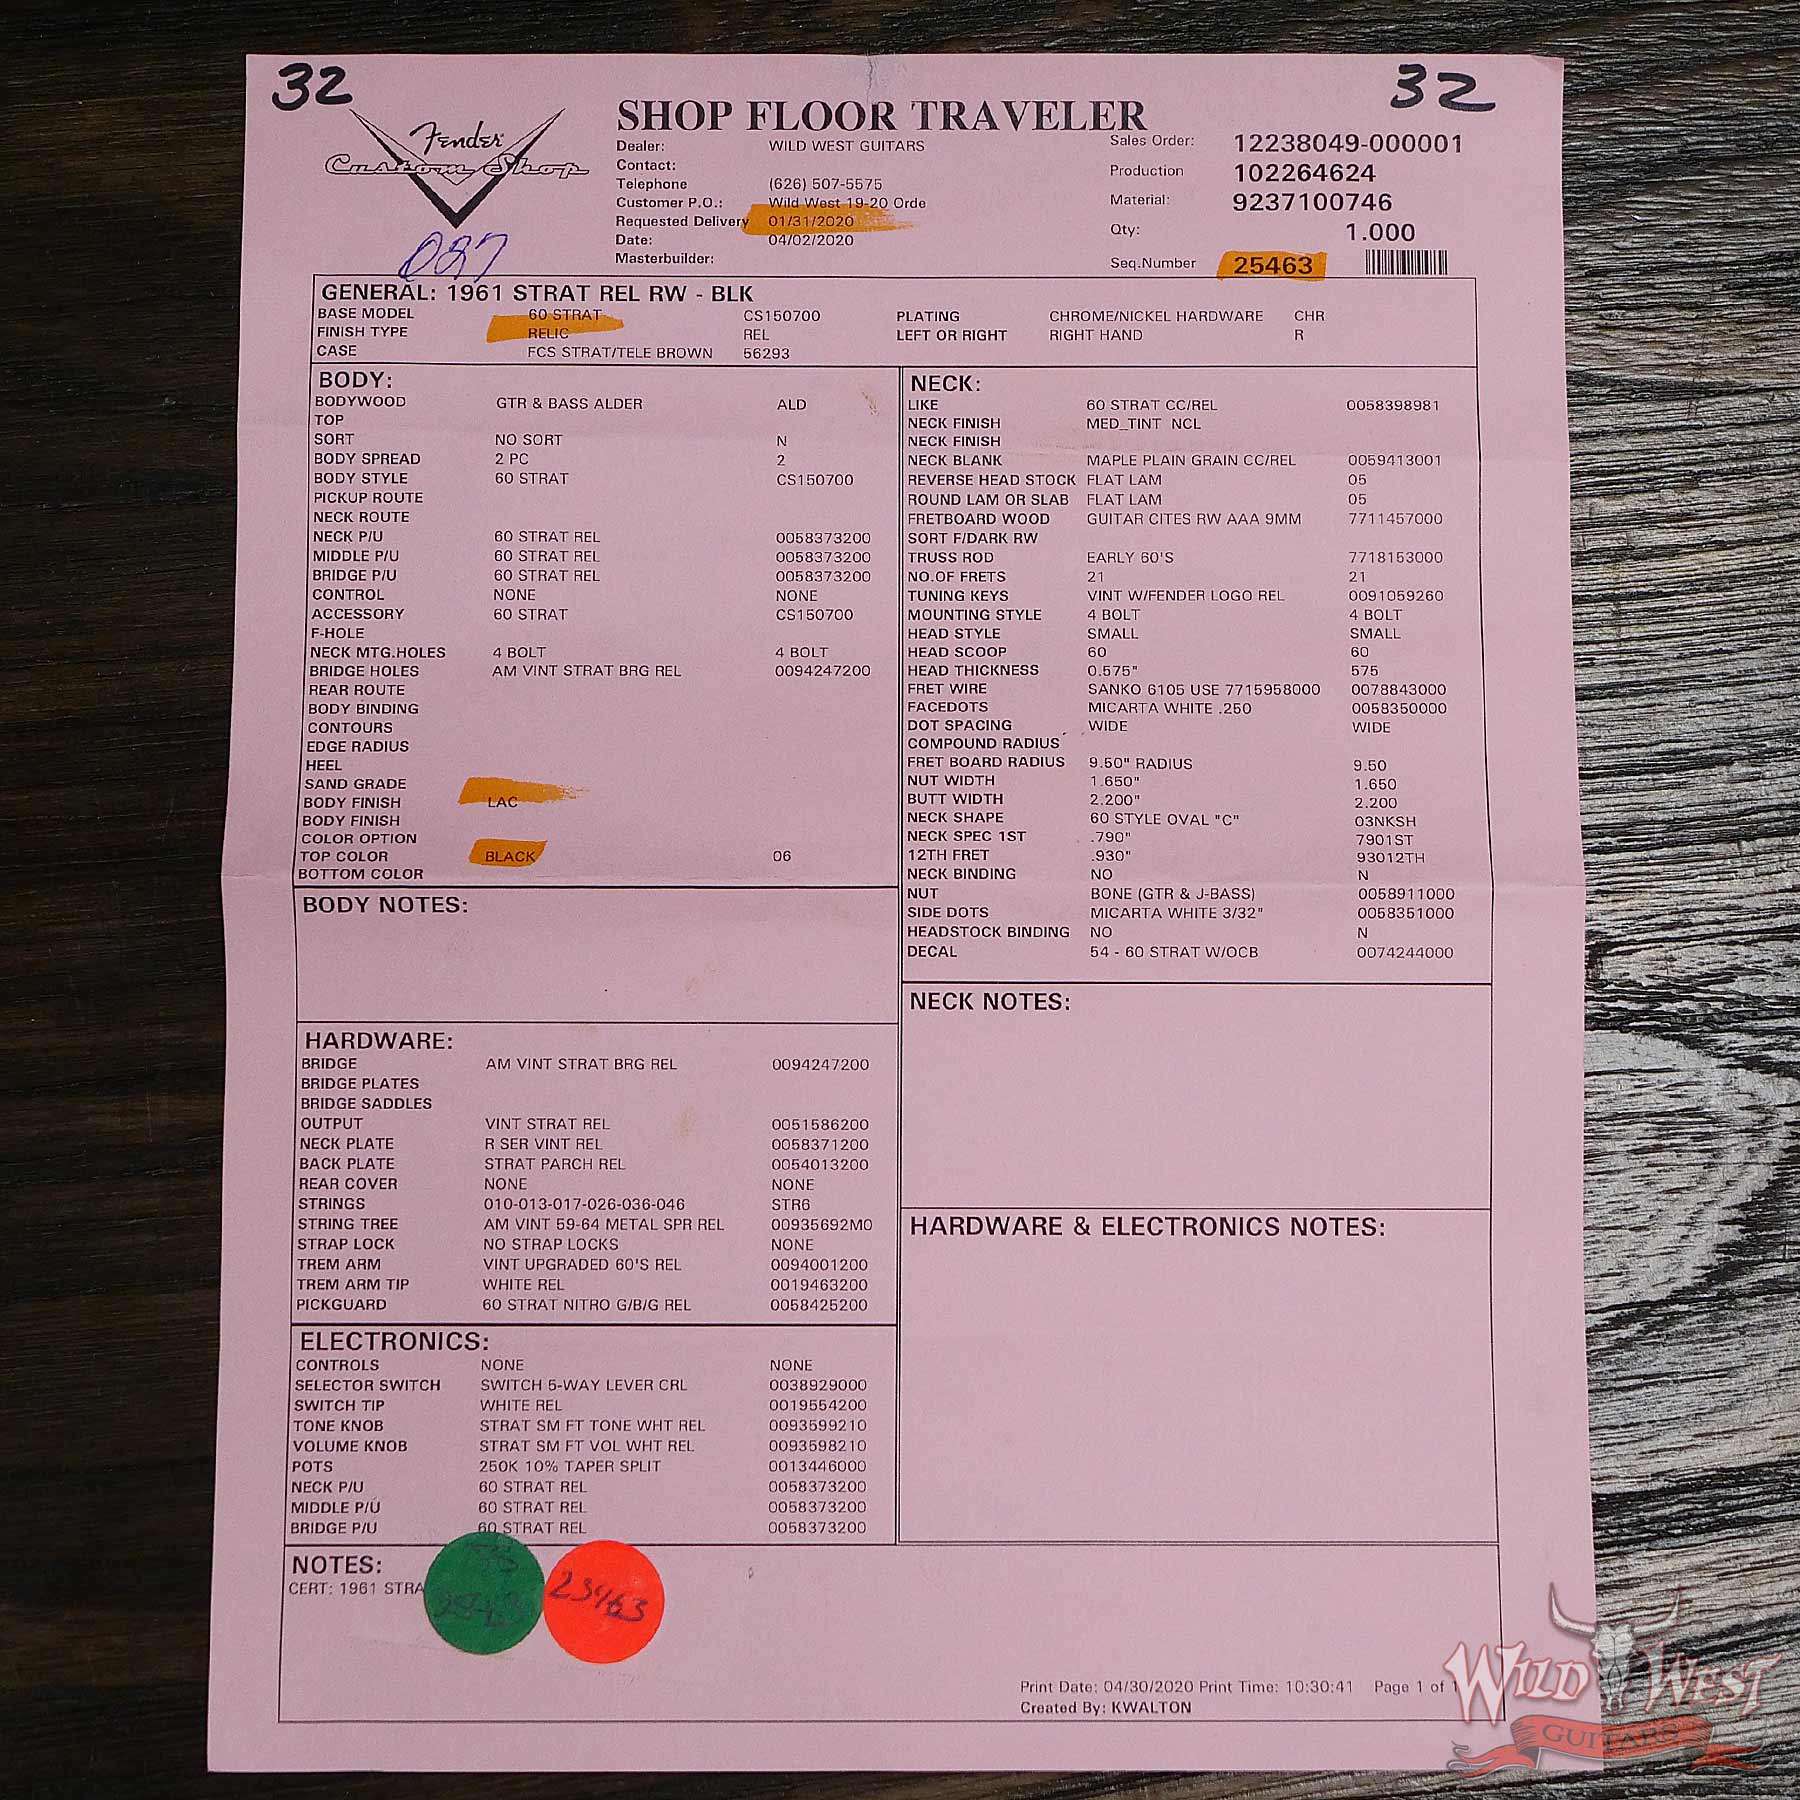 32
32
Fender
Custom Shop
087
SHOP FLOOR TRAVELER
Dealer: WILD WEST GUITARS
Contact:
Telephone (626) 507-5575
Customer P.O.: Wild West 19-20 Orde
Requested Delivery 01/31/2020
Date: 04/02/2020
Masterbuilder:
Sales Order: 12238049-000001
Production 102264624
Material: 9237100746
Qty: 1.000
Seq.Number 25463
GENERAL: 1961 STRAT REL RW - BLK
BASE MODEL 60 STRAT CS150700 PLATING CHROME/NICKEL HARDWARE CHR
FINISH TYPE RELIC REL LEFT OR RIGHT RIGHT HAND R
CASE FCS STRAT/TELE BROWN 56293
BODY:
BODYWOOD GTR & BASS ALDER ALD
TOP
SORT NO SORT N
BODY SPREAD 2 PC 2
BODY STYLE 60 STRAT CS150700
PICKUP ROUTE
NECK ROUTE
NECK P/U 60 STRAT REL 0058373200
MIDDLE P/U 60 STRAT REL 0058373200
BRIDGE P/U 60 STRAT REL 0058373200
CONTROL NONE NONE
ACCESSORY 60 STRAT CS150700
F-HOLE
NECK MTG.HOLES 4 BOLT 4 BOLT
BRIDGE HOLES AM VINT STRAT BRG REL 0094247200
REAR ROUTE
BODY BINDING
CONTOURS
EDGE RADIUS
HEEL
SAND GRADE
BODY FINISH LAC
BODY FINISH
COLOR OPTION
TOP COLOR BLACK 06
BOTTOM COLOR
BODY NOTES:
HARDWARE:
BRIDGE AM VINT STRAT BRG REL 0094247200
BRIDGE PLATES
BRIDGE SADDLES
OUTPUT VINT STRAT REL 0051586200
NECK PLATE R SER VINT REL 0058371200
BACK PLATE STRAT PARCH REL 0054013200
REAR COVER NONE NONE
STRINGS 010-013-017-026-036-046 STR6
STRING TREE AM VINT 59-64 METAL SPR REL 00935692M0
STRAP LOCK NO STRAP LOCKS NONE
TREM ARM VINT UPGRADED 60'S REL 0094001200
TREM ARM TIP WHITE REL 0019463200
PICKGUARD 60 STRAT NITRO G/B/G REL 0058425200
ELECTRONICS:
CONTROLS NONE NONE
SELECTOR SWITCH SWITCH 5-WAY LEVER CRL 0038929000
SWITCH TIP WHITE REL 0019554200
TONE KNOB STRAT SM FT TONE WHT REL 0093599210
VOLUME KNOB STRAT SM FT VOL WHT REL 0093598210
POTS 250K 10% TAPER SPLIT 0013446000
NECK P/U 60 STRAT REL 0058373200
MIDDLE P/U 60 STRAT REL 0058373200
BRIDGE P/U 60 STRAT REL 0058373200
NECK:
LIKE 60 STRAT CC/REL 0058398981
NECK FINISH MED_TINT NCL
NECK FINISH
NECK BLANK MAPLE PLAIN GRAIN CC/REL 0059413001
REVERSE HEAD STOCK FLAT LAM 05
ROUND LAM OR SLAB FLAT LAM 05
FRETBOARD WOOD GUITAR CITES RW AAA 9MM 7711457000
SORT F/DARK RW
TRUSS ROD EARLY 60'S 7718153000
NO.OF FRETS 21 21
TUNING KEYS VINT W/FENDER LOGO REL 0091059260
MOUNTING STYLE 4 BOLT 4 BOLT
HEAD STYLE SMALL SMALL
HEAD SCOOP 60 60
HEAD THICKNESS 0.575" 575
FRET WIRE SANKO 6105 USE 7715958000 0078843000
FACEDOTS MICARTA WHITE .250 0058350000
DOT SPACING WIDE WIDE
COMPOUND RADIUS
FRET BOARD RADIUS 9.50" RADIUS 9.50
NUT WIDTH 1.650" 1.650
BUTT WIDTH 2.200" 2.200
NECK SHAPE 60 STYLE OVAL "C" 03NKSH
NECK SPEC 1ST .790" 7901ST
12TH FRET .930" 93012TH
NECK BINDING NO N
NUT BONE (GTR & J-BASS) 0058911000
SIDE DOTS MICARTA WHITE 3/32" 0058351000
HEADSTOCK BINDING NO N
DECAL 54 - 60 STRAT W/OCB 0074244000
NECK NOTES:
HARDWARE & ELECTRONICS NOTES:
NOTES:
CERT: 1961 STRA
23463
Print Date: 04/30/2020 Print Time: 10:30:41 Page 1 of 1
Created By: KWALTON
WILD WEST
GUITARS